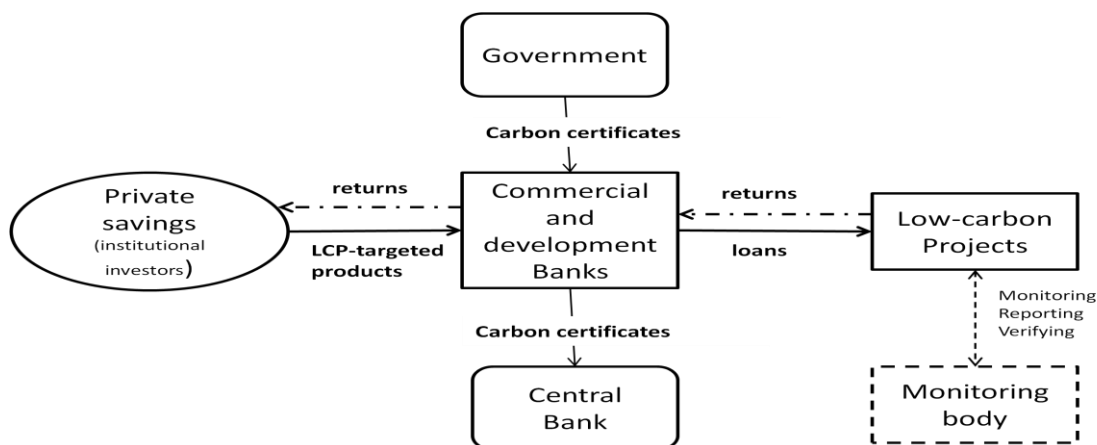 Government
Carbon certificates
Private
savings
(institutional
investors)
returns
LCP-targeted
products
Commercial
and
development
Banks
returns
loans
Low-carbon
Projects
Carbon certificates
Monitoring
Reporting
Verifying
Central
Bank
Monitoring
body